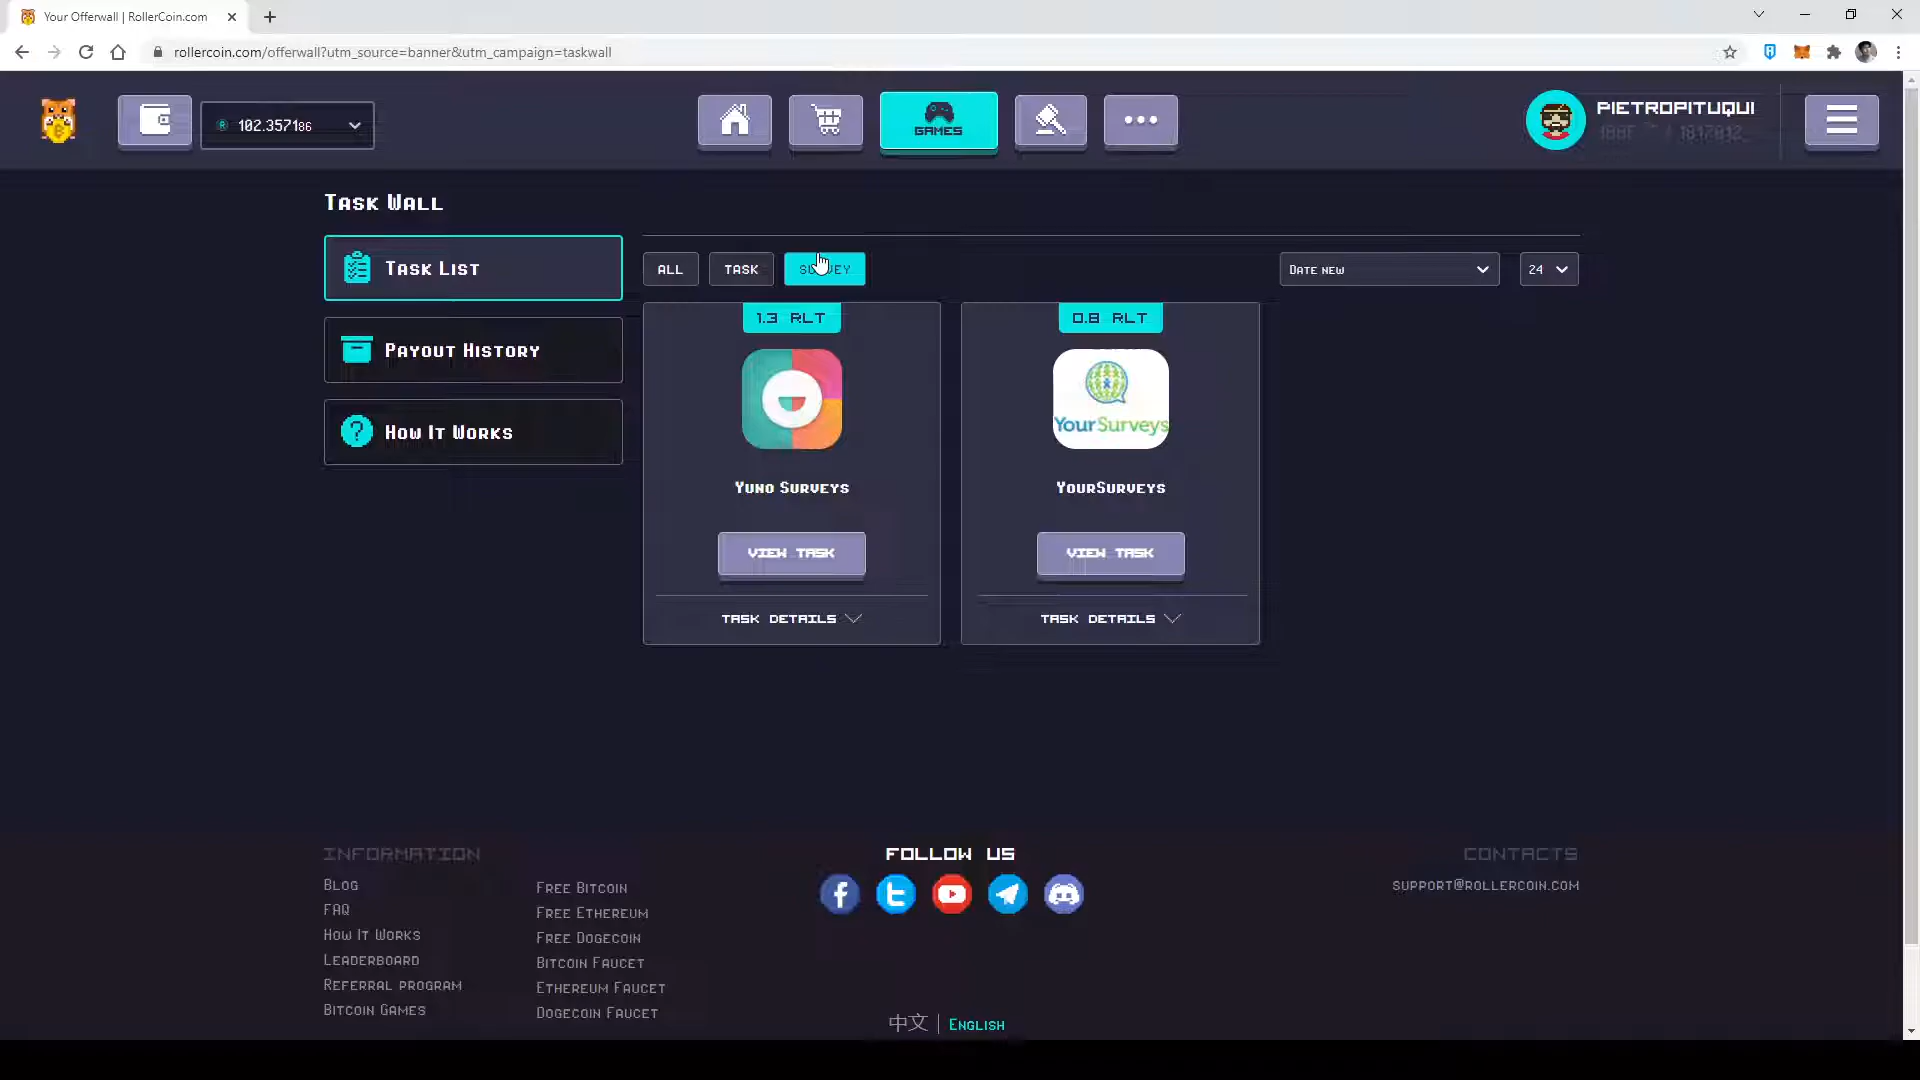 Your Offerwall | RollerCoin.com
rollercoin.com/offerwall?utm_source=banner&utm_campaign=taskwall
102.357186
GAMES
PIETROPITUQUI
Task Wall
Task List
Payout History
How It Works
ALL
TASK
SURVEY
Date new
24
1.3 RLT
Yuno Surveys
VIEW TASK
TASK DETAILS
0.8 RLT
YourSurveys
YourSurveys
VIEW TASK
TASK DETAILS
INFORMATION
Blog
FAQ
How It Works
Leaderboard
Referral program
Bitcoin Games
Free Bitcoin
Free Ethereum
Free Dogecoin
Bitcoin Faucet
Ethereum Faucet
Dogecoin Faucet
FOLLOW US
中文 | English
CONTACTS
support@rollercoin.com